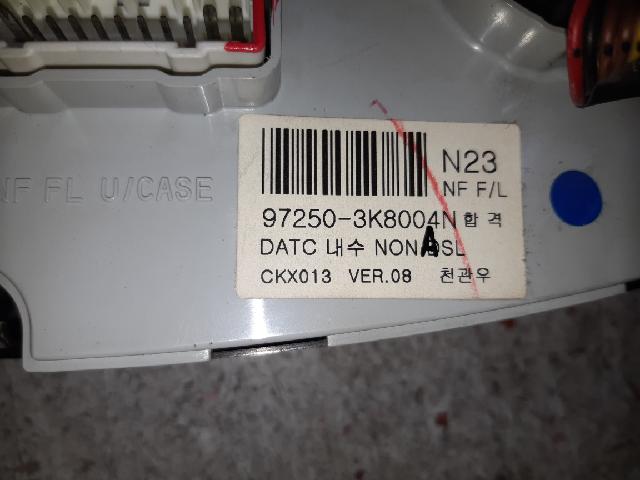 NF FL U/CASE
N23
NF F/L
97250-3K8004N 합격
DATC 내수 NON SL
A
CKX013 VER.08 천관우